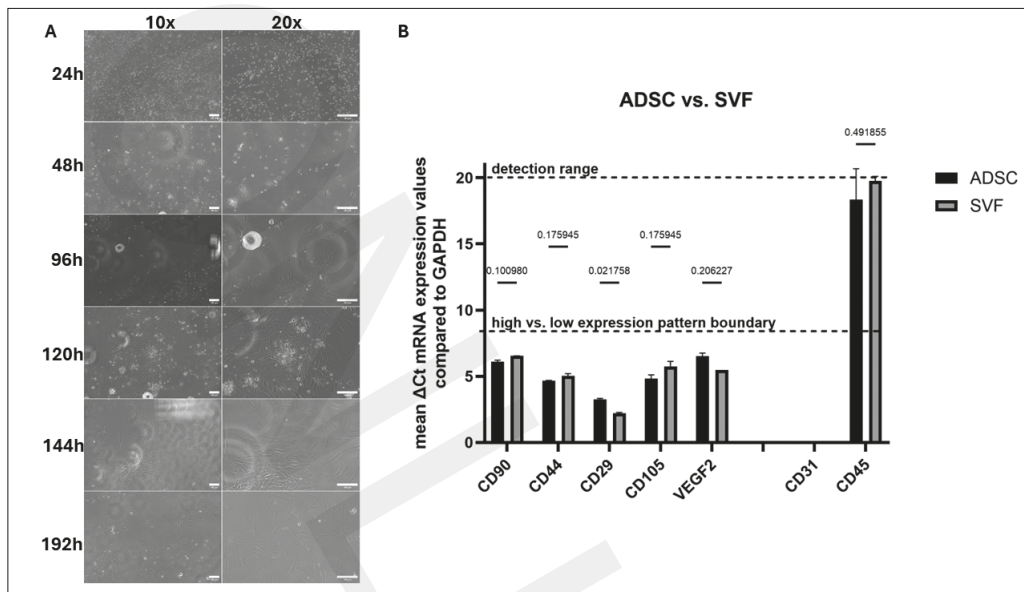 A
10x
20x
24h
48h
96h
120h
144h
192h
B
ADSC vs. SVF
mean ΔCt mRNA expression values
compared to GAPDH
20
15
10
5
0
detection range
high vs. low expression pattern boundary
0.100980
0.175945
0.021758
0.175945
0.206227
0.491855
CD90
CD44
CD29
CD105
VEGF2
CD31
CD45
ADSC
SVF